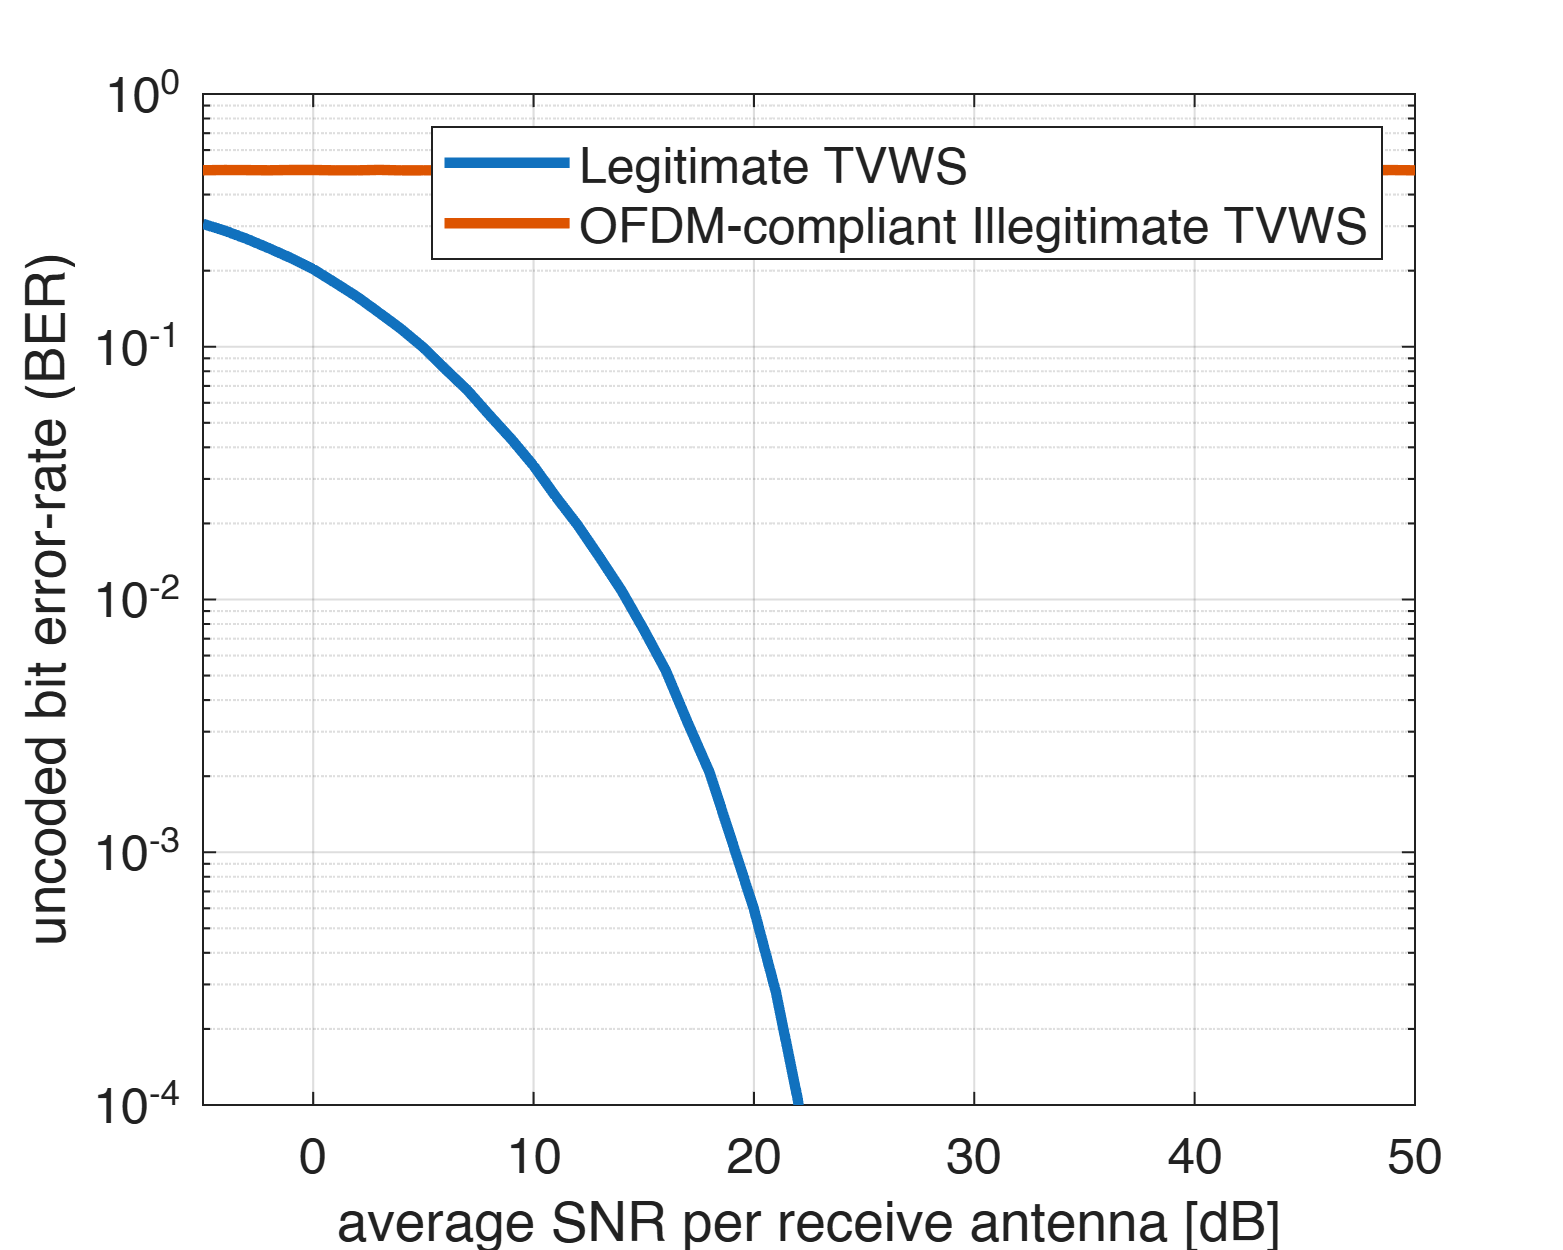 10^0
10^-1
10^-2
10^-3
10^-4
uncoded bit error-rate (BER)
Legitimate TVWS
OFDM-compliant Illegitimate TVWS
0 10 20 30 40 50
average SNR per receive antenna [dB]